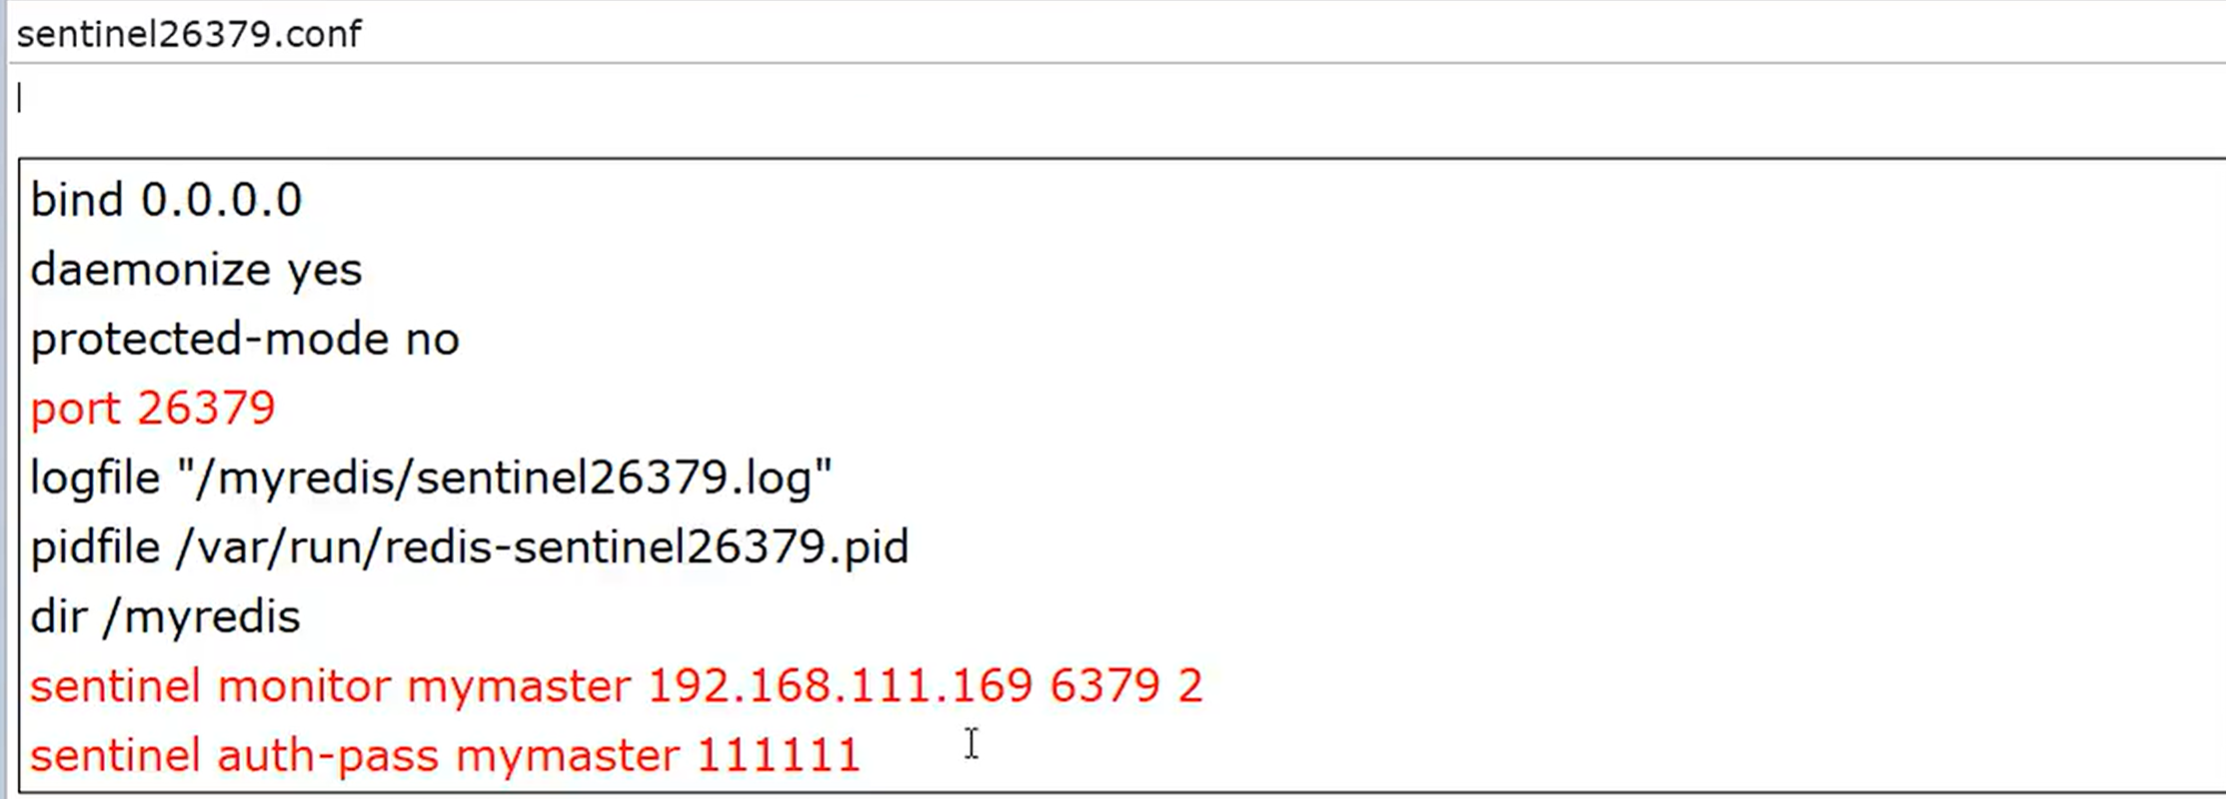 sentinel26379.conf
bind 0.0.0.0
daemonize yes
protected-mode no
port 26379
logfile "/myredis/sentinel26379.log"
pidfile /var/run/redis-sentinel26379.pid
dir /myredis
sentinel monitor mymaster 192.168.111.169 6379 2
sentinel auth-pass mymaster 111111